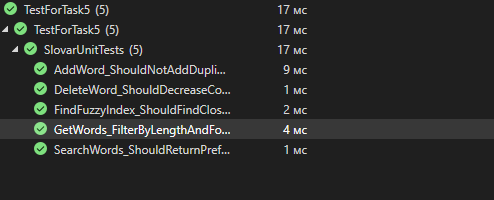 TestForTask5 (5) 17 мс
TestForTask5 (5) 17 мс
SlovarUnitTests (5) 17 мс
AddWord_ShouldNotAddDupli... 9 мс
DeleteWord_ShouldDecreaseCo... 1 мс
FindFuzzyIndex_ShouldFindClos... 2 мс
GetWords_FilterByLengthAndFo... 4 мс
SearchWords_ShouldReturnPref... 1 мс